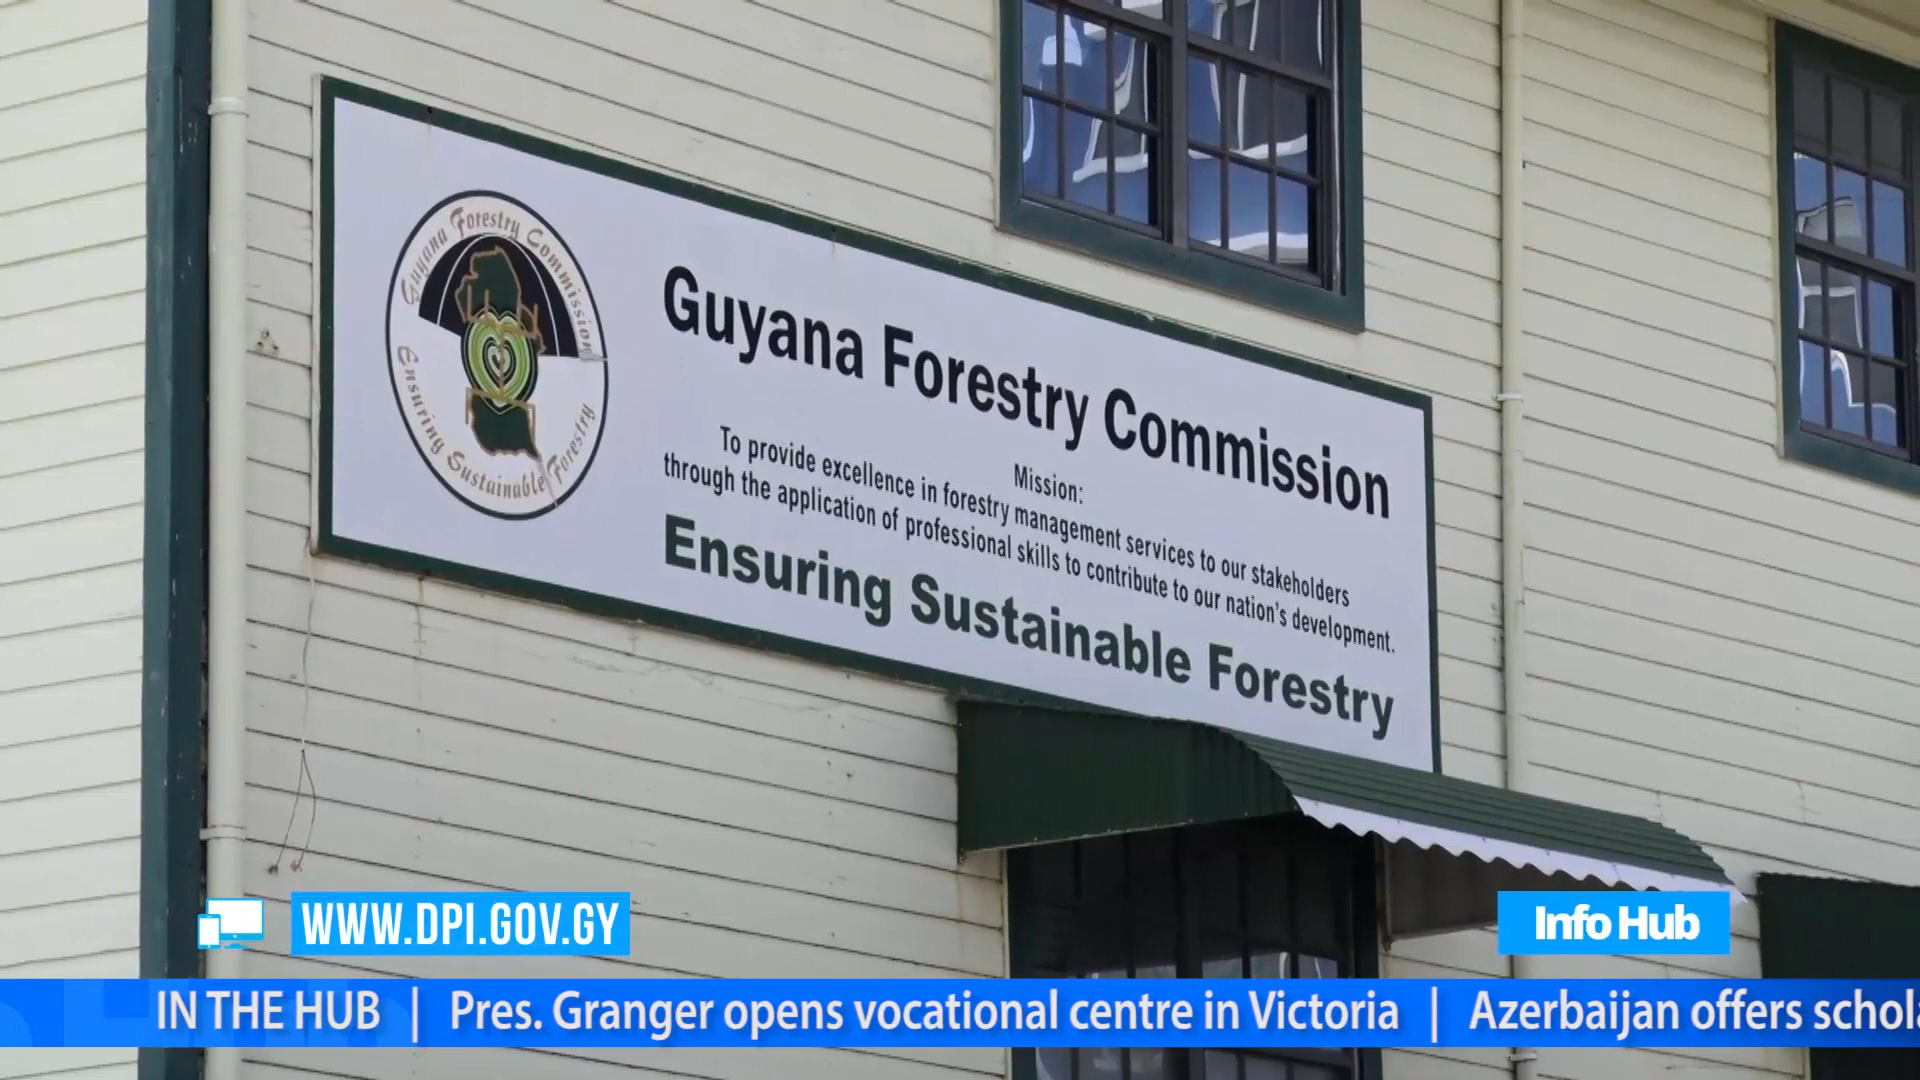 Guyana Forestry Commission
Ensuring Sustainable Forestry
Guyana Forestry Commission
Mission:
To provide excellence in forestry management services to our stakeholders
through the application of professional skills to contribute to our nation's development.
Ensuring Sustainable Forestry
WWW.DPI.GOV.GY
Info Hub
IN THE HUB | Pres. Granger opens vocational centre in Victoria | Azerbaijan offers schola